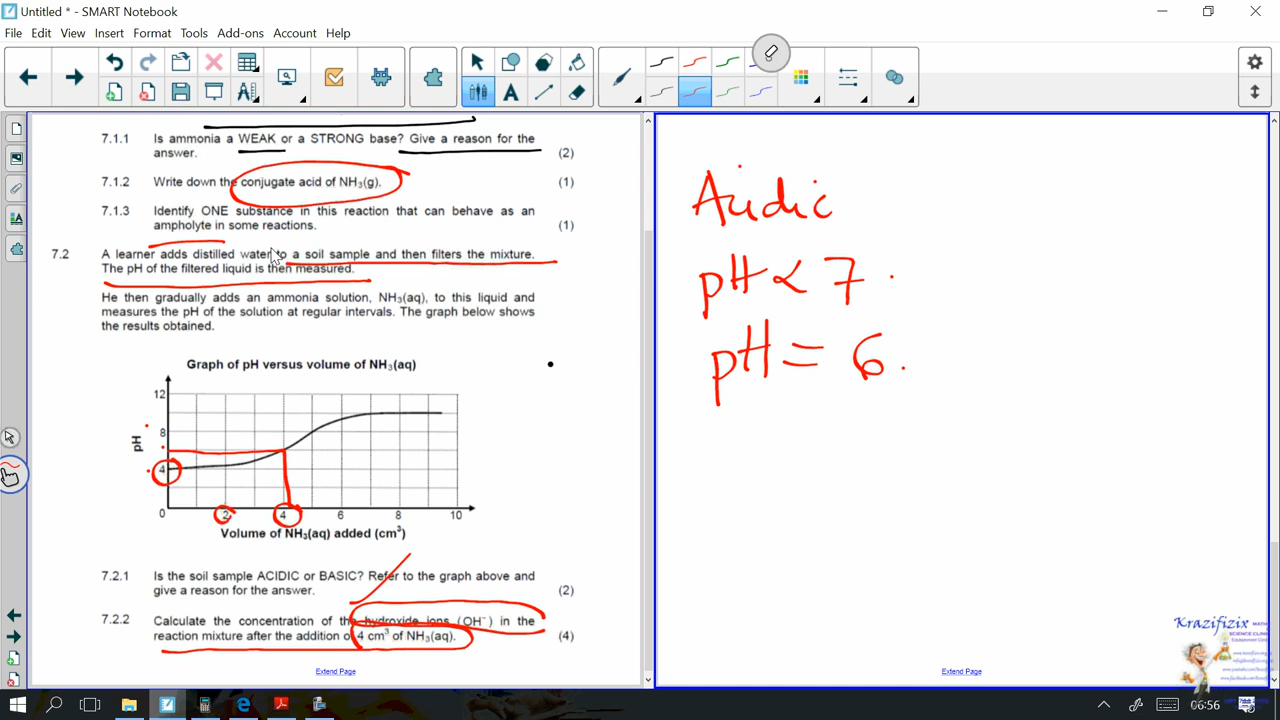 Untitled * - SMART Notebook
File Edit View Insert Format Tools Add-ons Account Help
7.1.1 Is ammonia a WEAK or a STRONG base? Give a reason for the
answer. (2)
7.1.2 Write down the conjugate acid of NH₃(g). (1)
7.1.3 Identify ONE substance in this reaction that can behave as an
ampholyte in some reactions. (1)
7.2 A learner adds distilled water to a soil sample and then filters the mixture.
The pH of the filtered liquid is then measured.
He then gradually adds an ammonia solution, NH₃(aq), to this liquid and
measures the pH of the solution at regular intervals. The graph below shows
the results obtained.
Graph of pH versus volume of NH₃(aq)
12
8
pH
4
0 2 4 6 8 10
Volume of NH₃(aq) added (cm³)
7.2.1 Is the soil sample ACIDIC or BASIC? Refer to the graph above and
give a reason for the answer. (2)
7.2.2 Calculate the concentration of the hydroxide ions (OH⁻) in the
reaction mixture after the addition of 4 cm³ of NH₃(aq). (4)
Extend Page
Acidic
pH < 7
pH = 6.
Extend Page
Krazifizix MATH
SCIENCE CLINIC
06:56